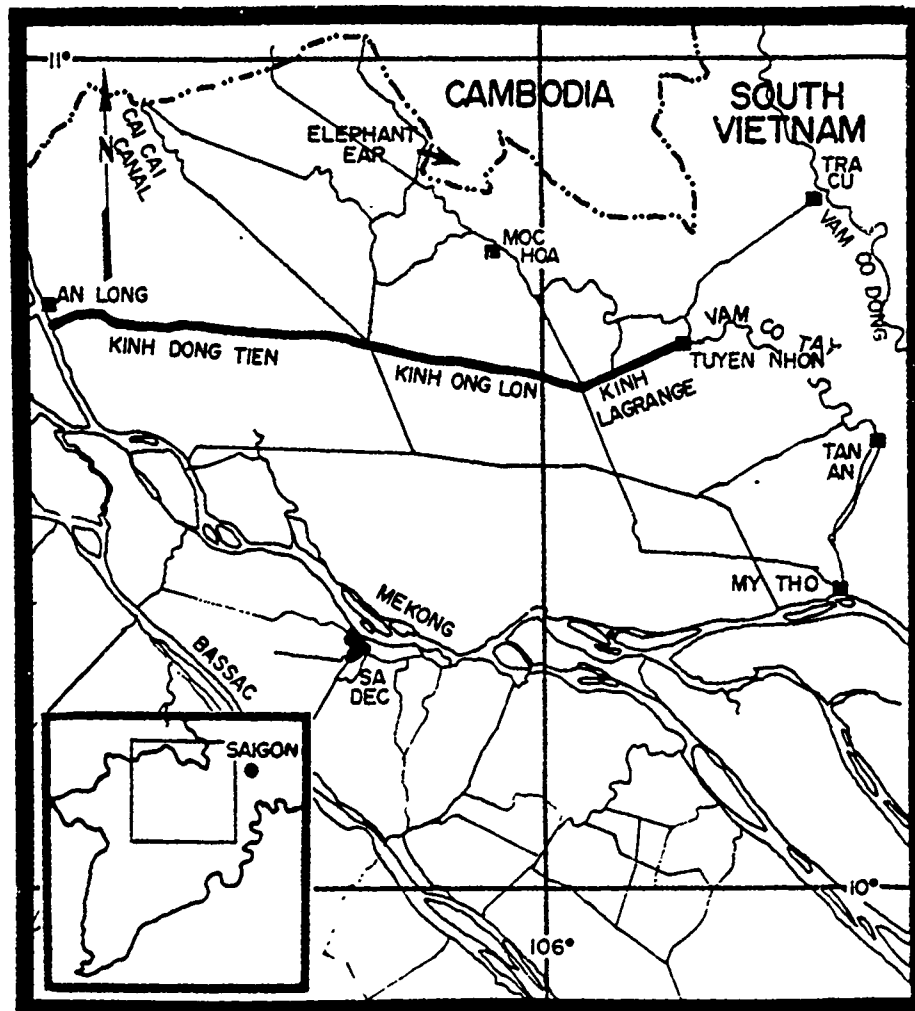 11°
CAMBODIA
SOUTH
VIETNAM
N
CAI CAI
CANAL
ELEPHANT
EAR
TRA
CU
VAM CO DONG
MOC
HOA
AN LONG
VAM CO
TAY
KINH DONG TIEN
TUYEN NHON
KINH ONG LON
KINH
LAGRANGE
TAN
AN
MY THO
MEKONG
BASSAC
SA
DEC
SAIGON
10°
106°